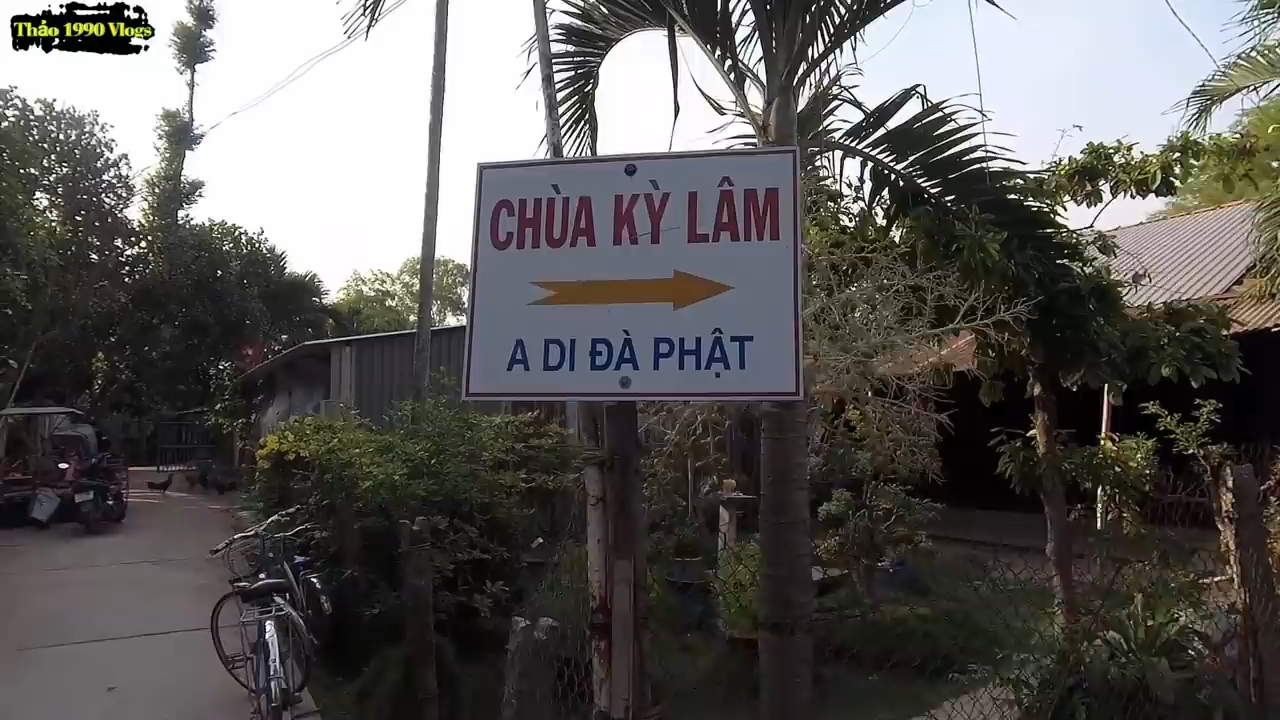 Thảo 1990 Vlogs
CHÙA KỲ LÂM
A DI ĐÀ PHẬT